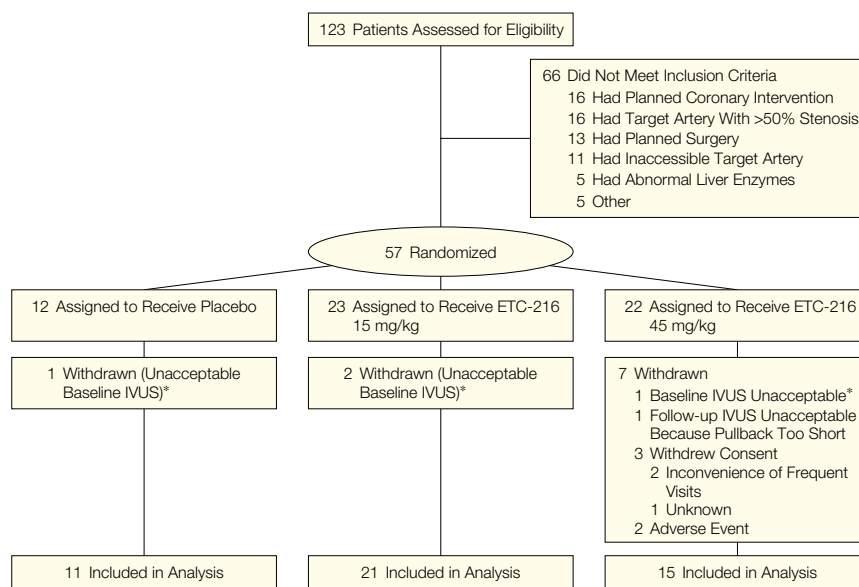 123 Patients Assessed for Eligibility
66 Did Not Meet Inclusion Criteria
16 Had Planned Coronary Intervention
16 Had Target Artery With >50% Stenosis
13 Had Planned Surgery
11 Had Inaccessible Target Artery
5 Had Abnormal Liver Enzymes
5 Other
57 Randomized
12 Assigned to Receive Placebo
23 Assigned to Receive ETC-216
15 mg/kg
22 Assigned to Receive ETC-216
45 mg/kg
1 Withdrawn (Unacceptable
Baseline IVUS)*
2 Withdrawn (Unacceptable
Baseline IVUS)*
7 Withdrawn
1 Baseline IVUS Unacceptable*
1 Follow-up IVUS Unacceptable
Because Pullback Too Short
3 Withdrew Consent
2 Inconvenience of Frequent
Visits
1 Unknown
2 Adverse Event
11 Included in Analysis
21 Included in Analysis
15 Included in Analysis